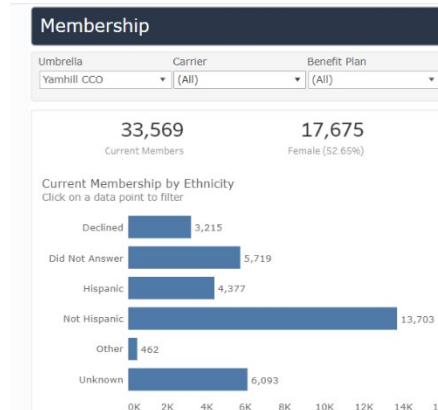 Membership
Umbrella Carrier Benefit Plan
Yamhill CCO (All) (All)
33,569 17,675
Current Members Female (52.65%)
Current Membership by Ethnicity
Click on a data point to filter
Declined 3,215
Did Not Answer 5,719
Hispanic 4,377
Not Hispanic 13,703
Other 462
Unknown 6,093
0K 2K 4K 6K 8K 10K 12K 14K